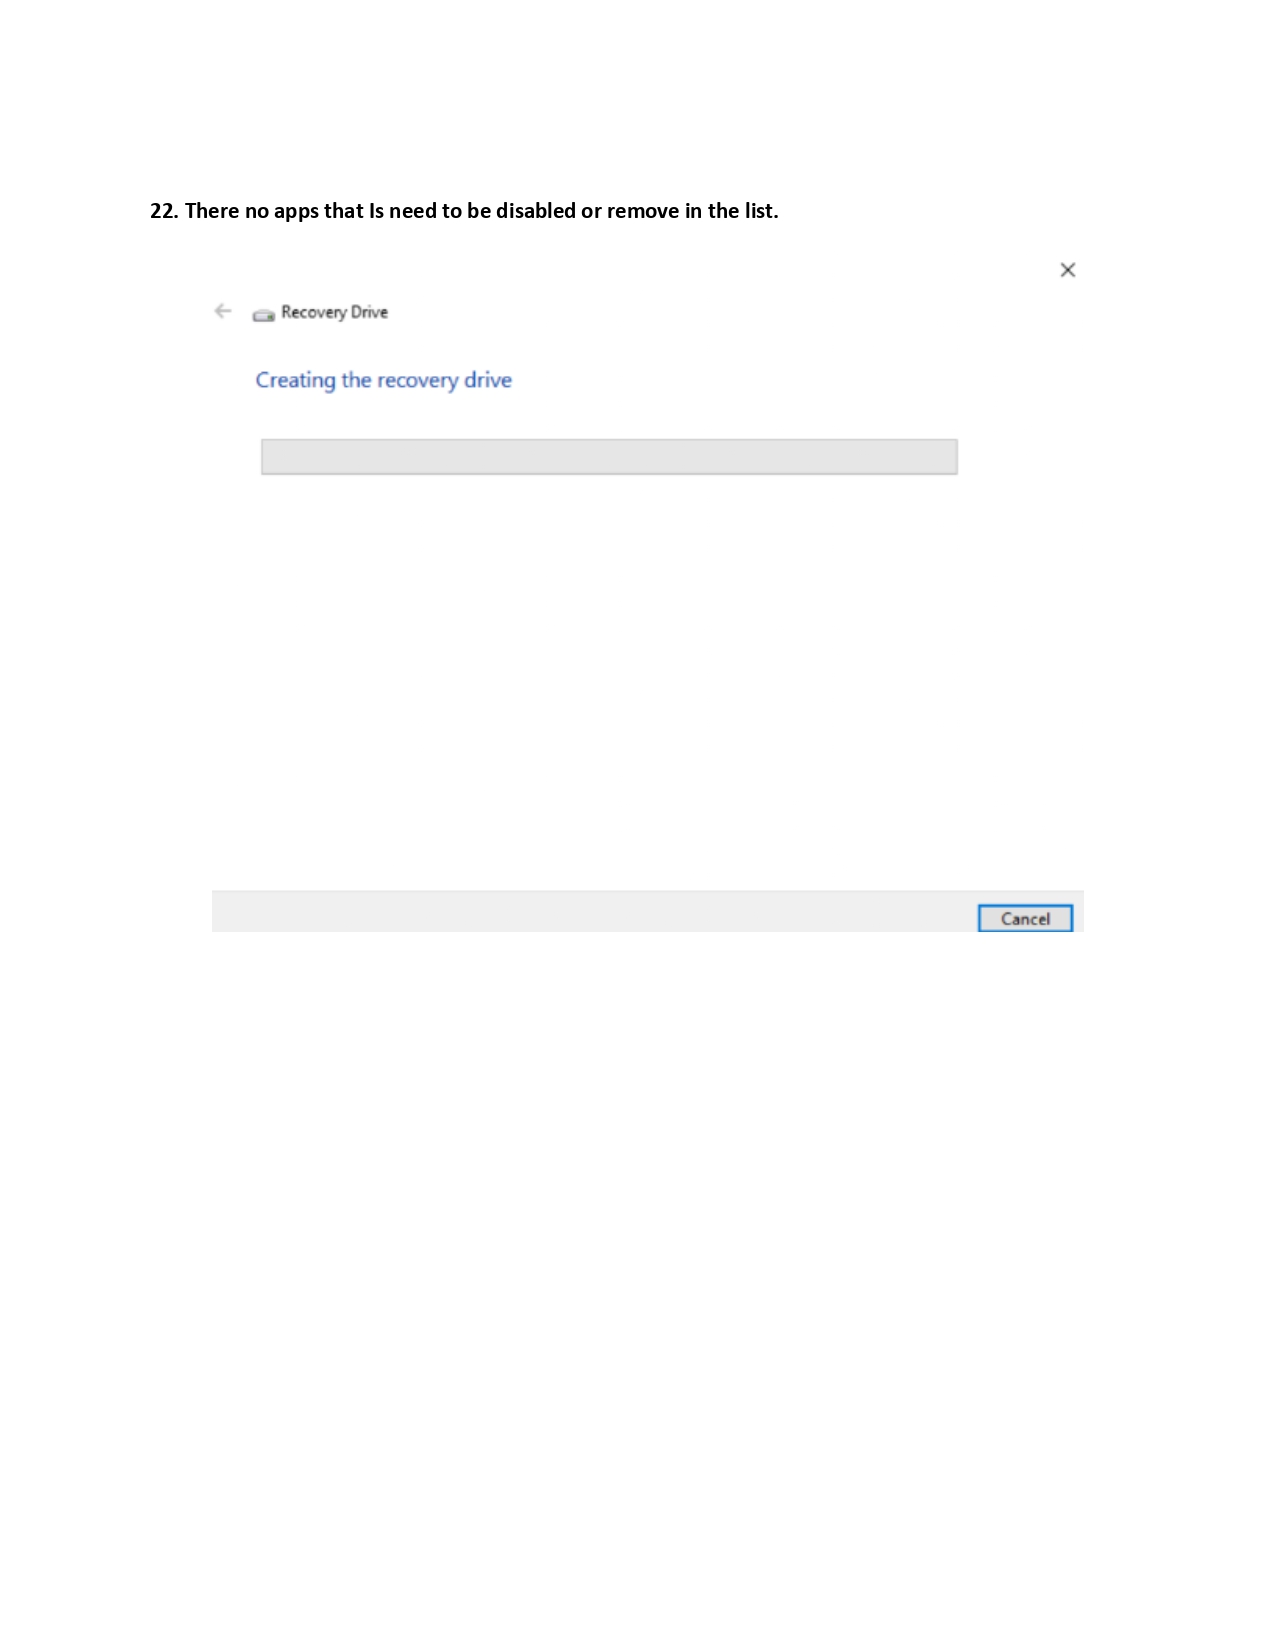 22. There no apps that Is need to be disabled or remove in the list.
Recovery Drive
Creating the recovery drive
Cancel